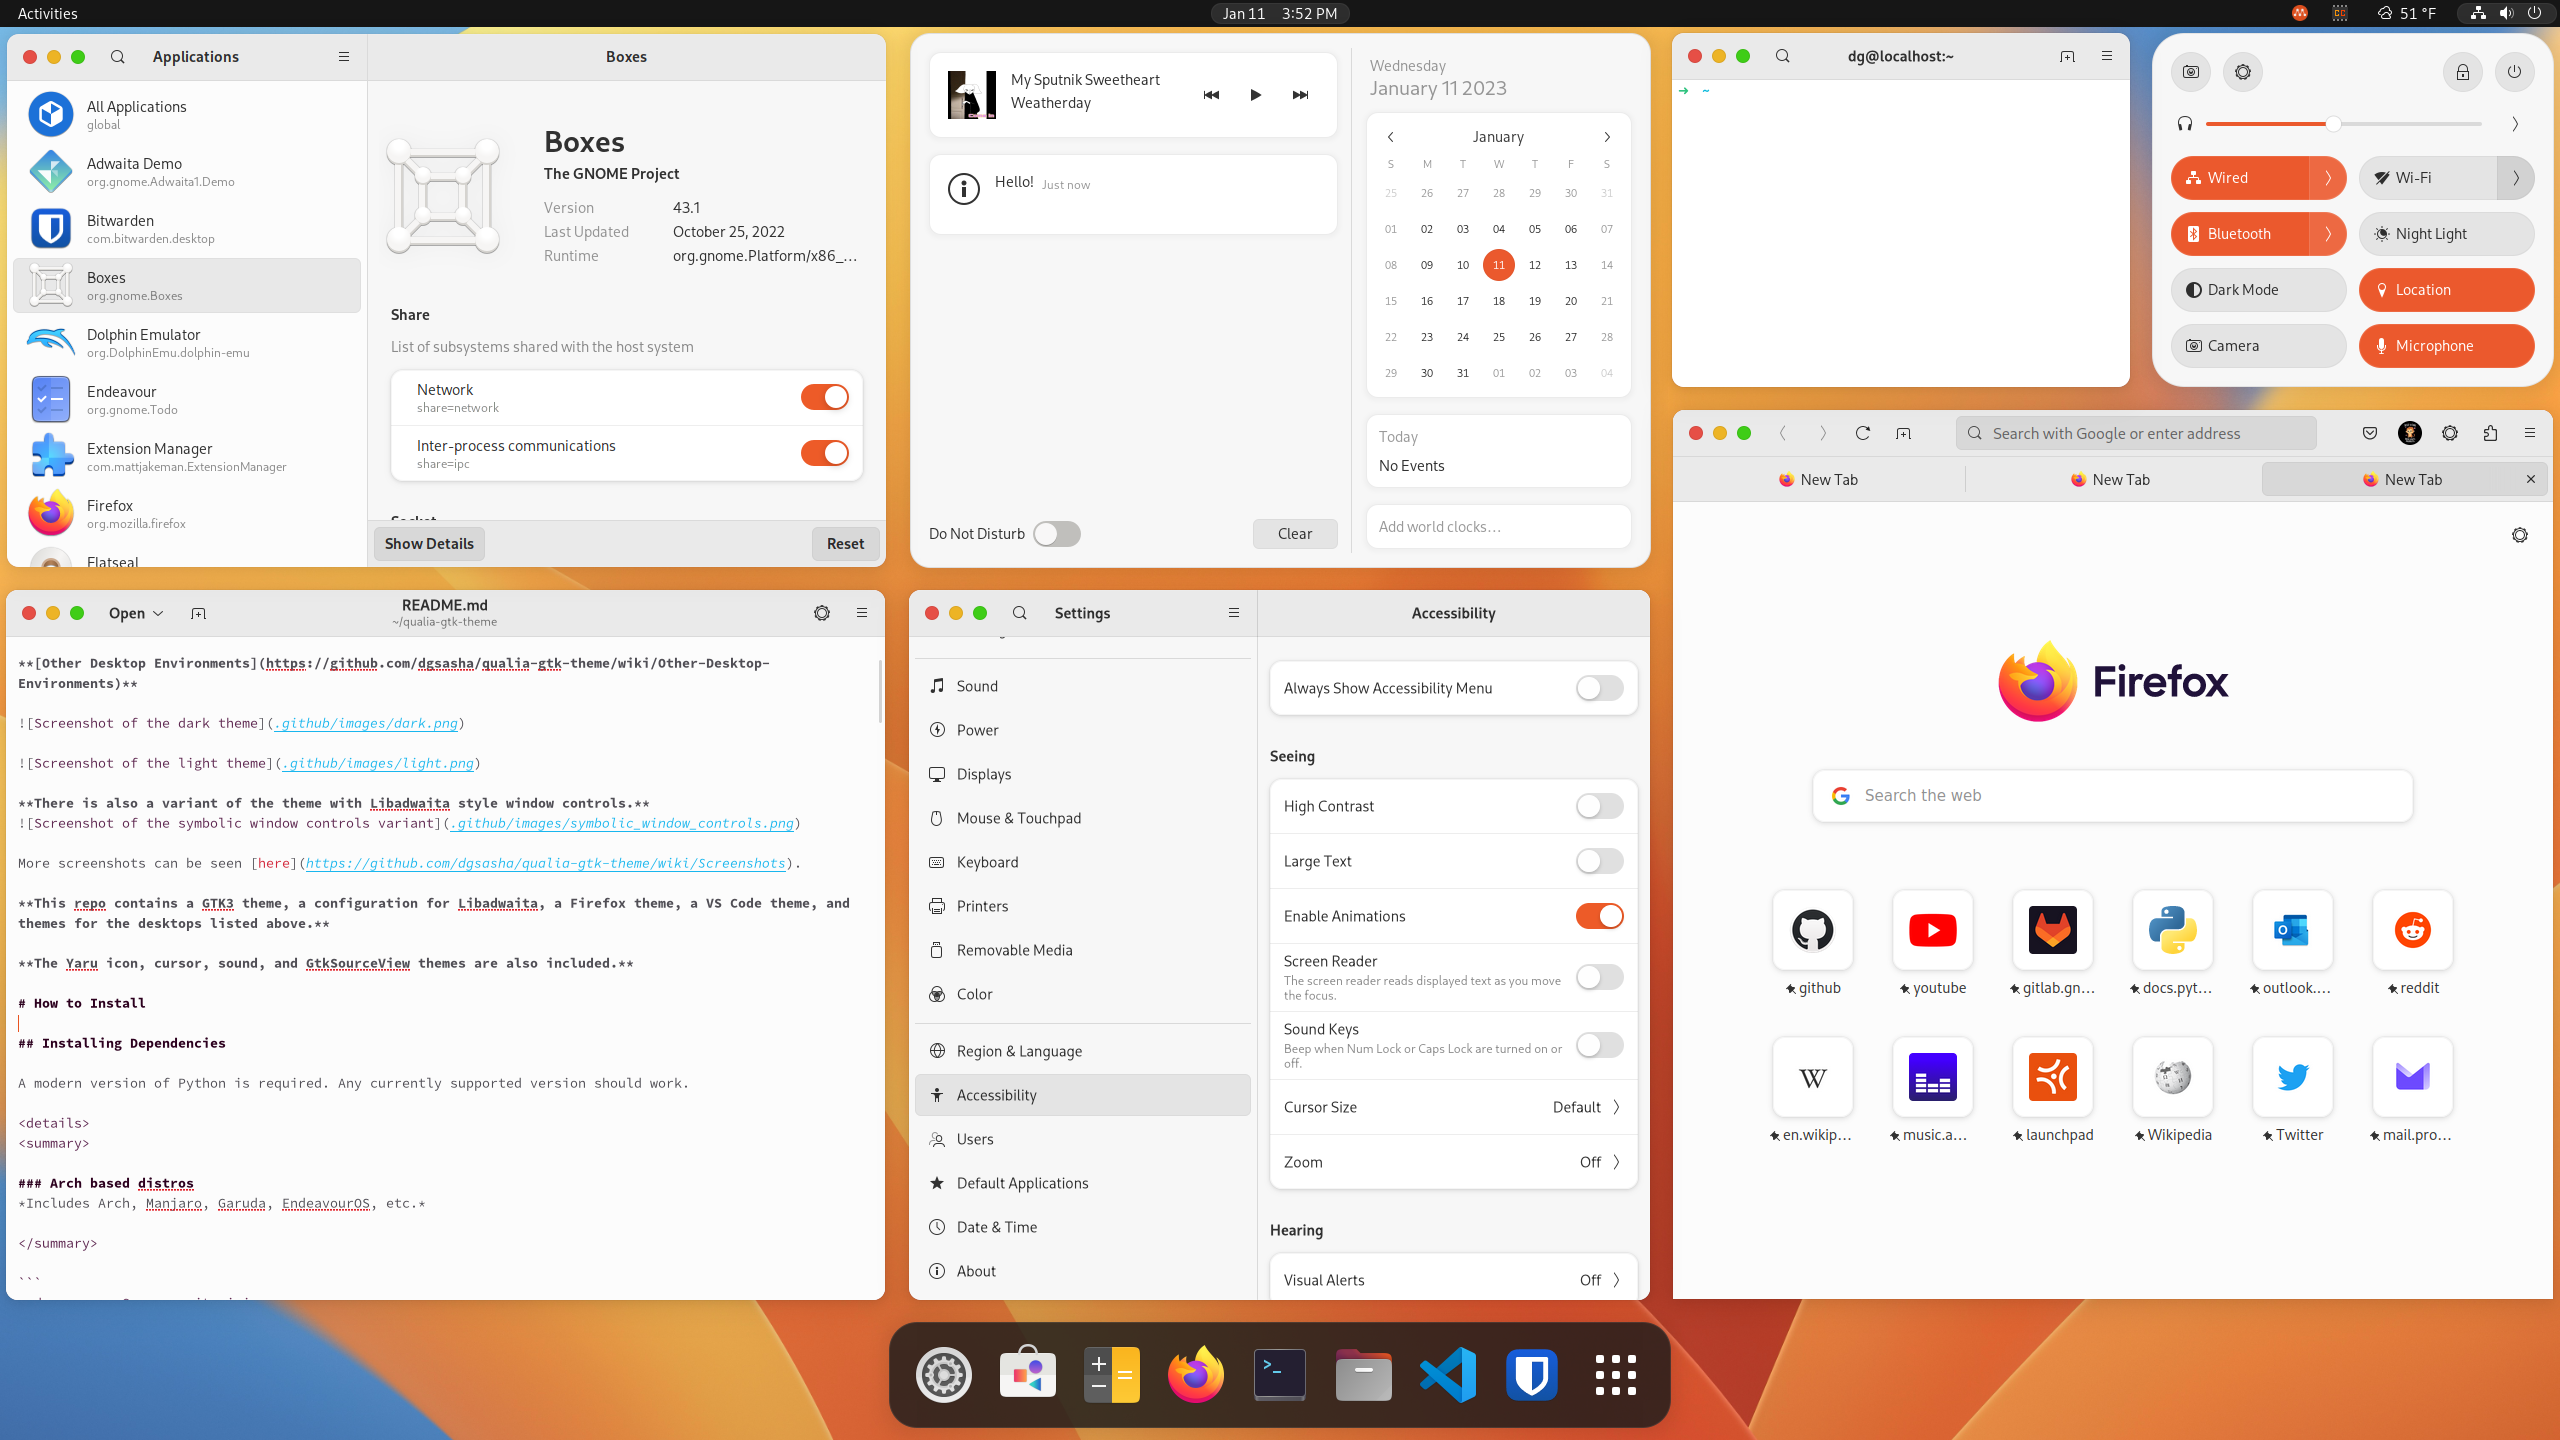 Activities
Jan 11 3:52 PM
51 °F
Applications
Boxes
All Applications
global
Adwaita Demo
org.gnome.Adwaita1.Demo
Bitwarden
com.bitwarden.desktop
Boxes
org.gnome.Boxes
Dolphin Emulator
org.DolphinEmu.dolphin-emu
Endeavour
org.gnome.Todo
Extension Manager
com.mattjakeman.ExtensionManager
Firefox
org.mozilla.firefox
Flatseal
Boxes
The GNOME Project
Version 43.1
Last Updated October 25, 2022
Runtime org.gnome.Platform/x86_...
Share
List of subsystems shared with the host system
Network
share=network
Inter-process communications
share=ipc
Socket
Show Details
Reset
My Sputnik Sweetheart
Weatherday
Hello! Just now
Do Not Disturb
Clear
Wednesday
January 11 2023
January
S M T W T F S
25 26 27 28 29 30 31
01 02 03 04 05 06 07
08 09 10 11 12 13 14
15 16 17 18 19 20 21
22 23 24 25 26 27 28
29 30 31 01 02 03 04
Today
No Events
Add world clocks...
dg@localhost:~
➜ ~
Wired
Wi-Fi
Bluetooth
Night Light
Dark Mode
Location
Camera
Microphone
Open
README.md
~/qualia-gtk-theme
**[Other Desktop Environments](https://github.com/dgsasha/qualia-gtk-theme/wiki/Other-Desktop-
Environments)**
![Screenshot of the dark theme](.github/images/dark.png)
![Screenshot of the light theme](.github/images/light.png)
**There is also a variant of the theme with Libadwaita style window controls.**
![Screenshot of the symbolic window controls variant](.github/images/symbolic_window_controls.png)
More screenshots can be seen [here](https://github.com/dgsasha/qualia-gtk-theme/wiki/Screenshots).
**This repo contains a GTK3 theme, a configuration for Libadwaita, a Firefox theme, a VS Code theme, and
themes for the desktops listed above.**
**The Yaru icon, cursor, sound, and GtkSourceView themes are also included.**
# How to Install
## Installing Dependencies
A modern version of Python is required. Any currently supported version should work.
<details>
<summary>
### Arch based distros
*Includes Arch, Manjaro, Garuda, EndeavourOS, etc.*
</summary>
```
Settings
Accessibility
Sound
Power
Displays
Mouse & Touchpad
Keyboard
Printers
Removable Media
Color
Region & Language
Accessibility
Users
Default Applications
Date & Time
About
Always Show Accessibility Menu
Seeing
High Contrast
Large Text
Enable Animations
Screen Reader
The screen reader reads displayed text as you move
the focus.
Sound Keys
Beep when Num Lock or Caps Lock are turned on or
off.
Cursor Size Default
Zoom Off
Hearing
Visual Alerts Off
Search with Google or enter address
New Tab
New Tab
New Tab
Firefox
Search the web
github
youtube
gitlab.gn...
docs.pyt...
outlook....
reddit
W
en.wikip...
music.a...
launchpad
Wikipedia
Twitter
mail.pro...